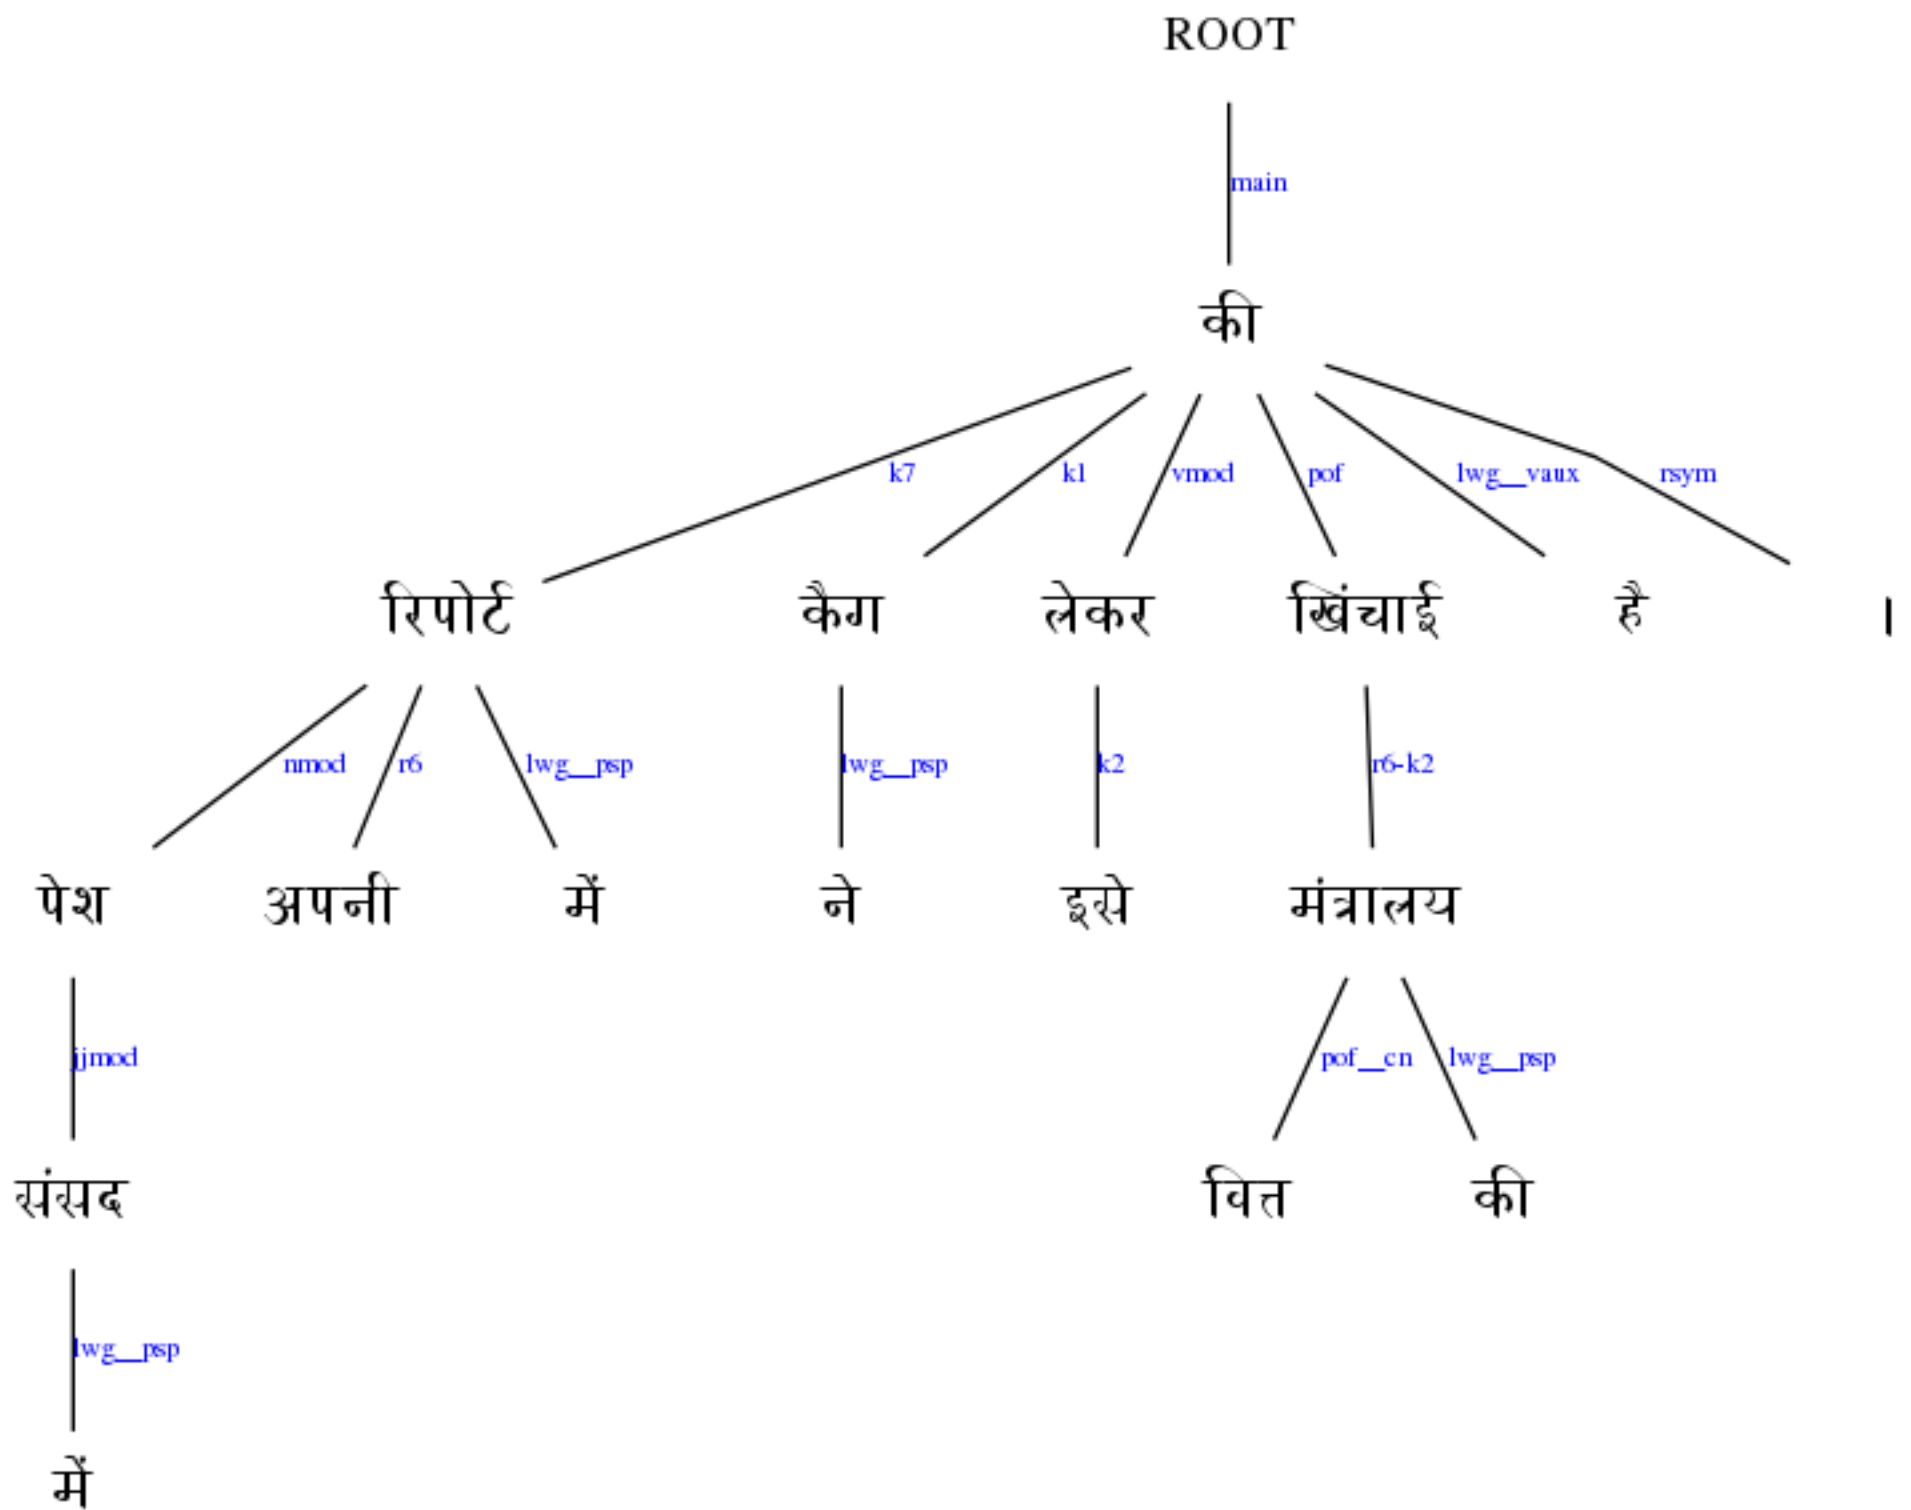 ROOT
main
की
k7 k1 vmod pof lwg__vaux rsym
रिपोर्ट कैग लेकर खिंचाई है ।
nmod r6 lwg__psp lwg__psp k2 r6-k2
पेश अपनी में ने इसे मंत्रालय
jjmod pof__cn lwg__psp
संसद वित्त की
lwg__psp
में